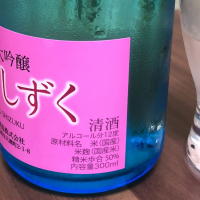 吟醸
しずく
SHIZUKU
清酒
アルコール分12度
原材料名 米(国産)
米麹(国産米)
精米歩合 50%
内容量300ml